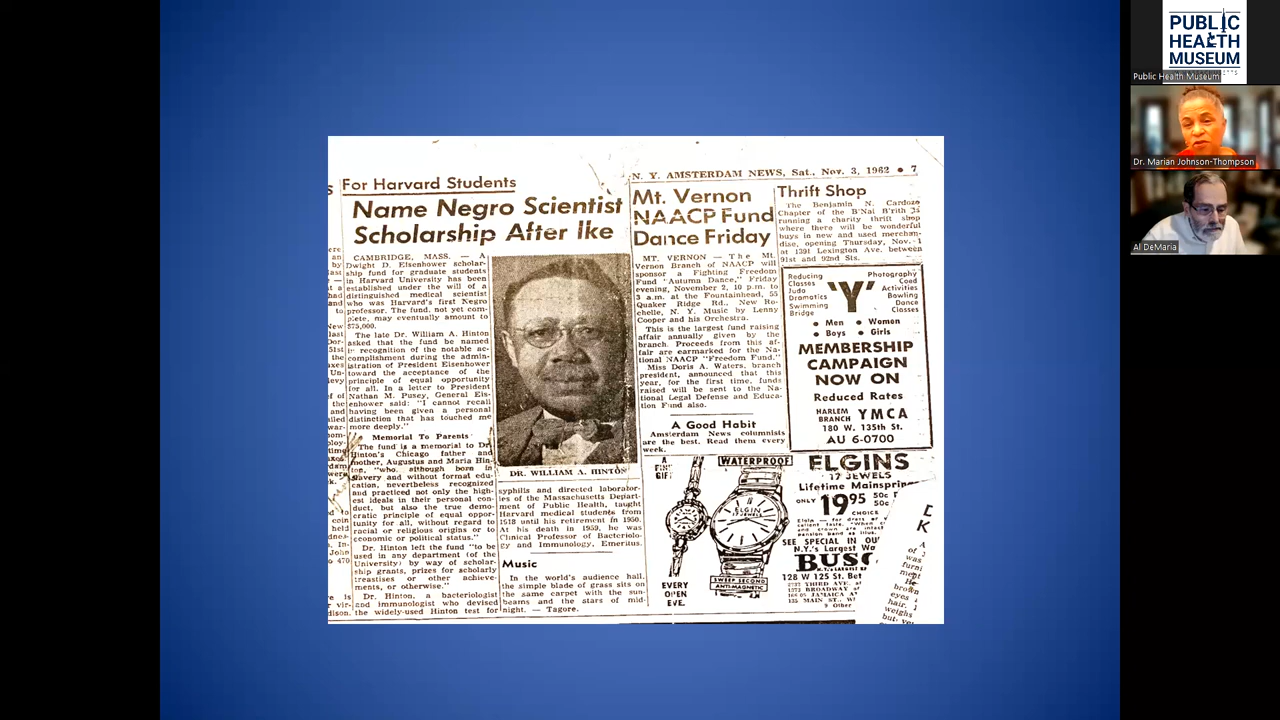 For Harvard Students
Name Negro Scientist
Scholarship After Ike
CAMBRIDGE, MASS. — A
Dwight D. Eisenhower scholar-
ship fund for graduate students
in Harvard University has been
established under the will of a
distinguished medical scientist
who was Harvard's first Negro
professor. The fund, not yet com-
plete, may eventually amount to
$75,000.
The late Dr. William A. Hinton
asked that the fund be named
in recognition of the notable ac-
complishment during the admin-
istration of President Eisenhower
toward the acceptance of the
principle of equal opportunity
for all. In a letter to President
Nathan M. Pusey, General Eis-
enhower said: "I cannot recall
having been given a personal
distinction that has touched me
more deeply."
Memorial To Parents
The fund is a memorial to Dr.
Hinton's Chicago father and
mother, Augustus and Maria Hin-
ton, "who, although born in
slavery and without formal edu-
cation, nevertheless recognized
and practiced not only the high-
est ideals in their personal con-
duct, but also the true demo-
cratic principle of equal oppor-
tunity for all, without regard to
racial or religious origins or to
economic or political status."
Dr. Hinton left the fund "to be
used in any department (of the
University) by way of scholar-
ship grants, prizes for scholarly
treastises or other achieve-
ments, or otherwise."
Dr. Hinton, a bacteriologist
and immunologist who devised
the widely-used Hinton test for
DR. WILLIAM A. HINTON
syphilis and directed laborator-
ies of the Massachusetts Depart-
ment of Public Health, taught
Harvard medical students from
1918 until his retirement in 1950.
At his death in 1959, he was
Clinical Professor of Bacteriolo-
gy and Immunology, Emeritus.
Music
In the world's audience hall,
the simple blade of grass sits on
the same carpet with the sun-
beams and the stars of mid-
night. — Tagore.
N. Y. AMSTERDAM NEWS, Sat., Nov. 3, 1962 • 7
Mt. Vernon
NAACP Fund
Dance Friday
MT. VERNON — The Mt.
Vernon Branch of NAACP will
sponsor a Fighting Freedom
Fund "Autumn Dance," Friday
evening, November 2, 10 p.m. to
3 a.m. at the Fountainhead, 55
Quaker Ridge Rd., New Ro-
chelle, N. Y. Music by Lenny
Cooper and his Orchestra.
This is the largest fund raising
affair annually given by the
branch. Proceeds from this af-
fair are earmarked for the Na-
tional NAACP "Freedom Fund."
Miss Doris A. Waters, branch
president, announced that this
year, for the first time, funds
raised will be sent to the Na-
tional Legal Defense and Educa-
tion Fund also.
A Good Habit
Amsterdam News columnists
are the best. Read them every
week.
Thrift Shop
The Benjamin N. Cardozo
Chapter of the B'Nai B'rith is
running a charity thrift shop
where there will be wonderful
buys in new and used merchan-
dise, opening Thursday, Nov. 1
at 1391 Lexington Ave. between
91st and 92nd Sts.
Reducing
Classes
Judo
Dramatics
Swimming
Bridge
'Y'
Photography
Coed
Activities
Bowling
Dance
Classes
• Men • Women
• Boys • Girls
MEMBERSHIP
CAMPAIGN
NOW ON
Reduced Rates
HARLEM
BRANCH YMCA
180 W. 135th St.
AU 6-0700
A
FINE
GIFT
WATERPROOF
ELGIN
SWEEP SECOND
ANTI-MAGNETIC
EVERY
OPEN
EVE.
ELGINS
17 JEWELS
Lifetime Mainspring
ONLY 19.95
CHOICE
SEE SPECIAL IN OU
N.Y.'s Largest Wa
BUS
128 W 125 St. Bet
PUBLIC
HEALTH
MUSEUM
Public Health Museum
Dr. Marian Johnson-Thompson
Al DeMaria